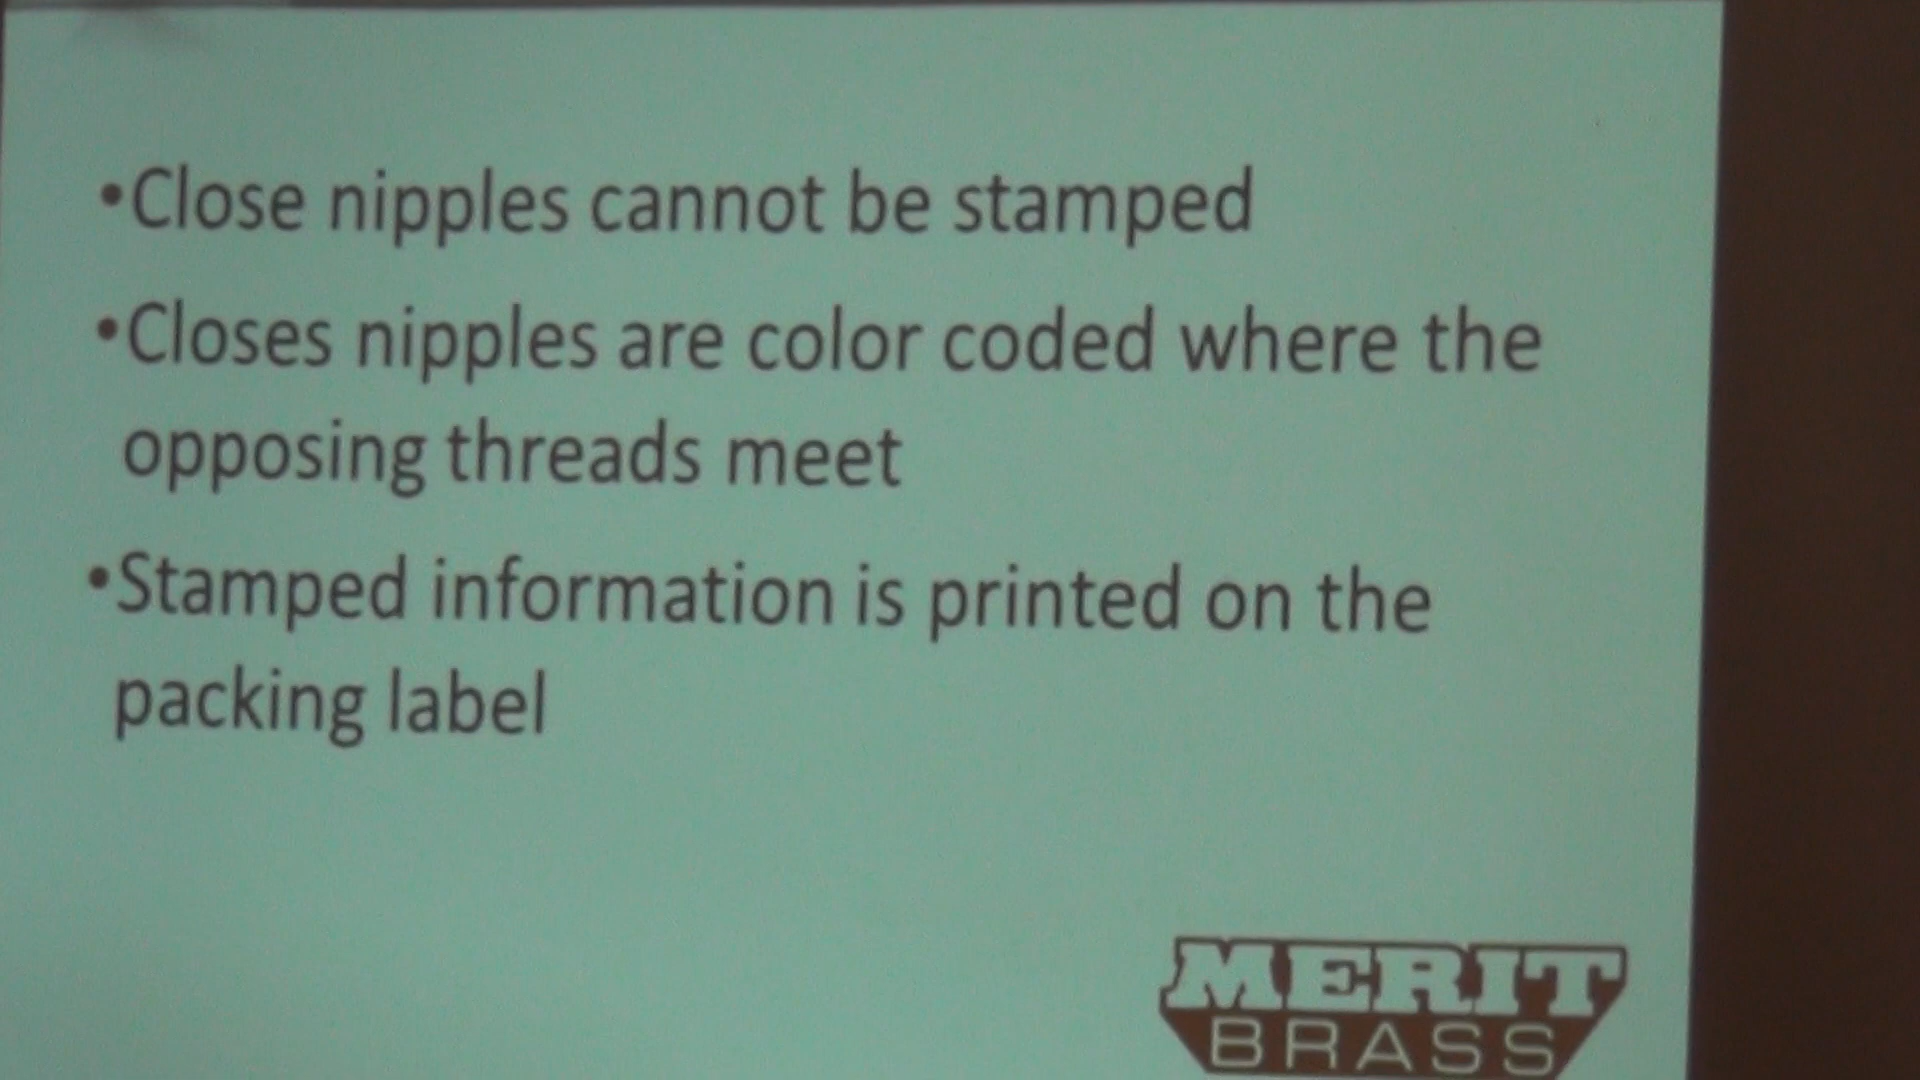 •Close nipples cannot be stamped
•Closes nipples are color coded where the
opposing threads meet
•Stamped information is printed on the
packing label
MERIT
BRASS